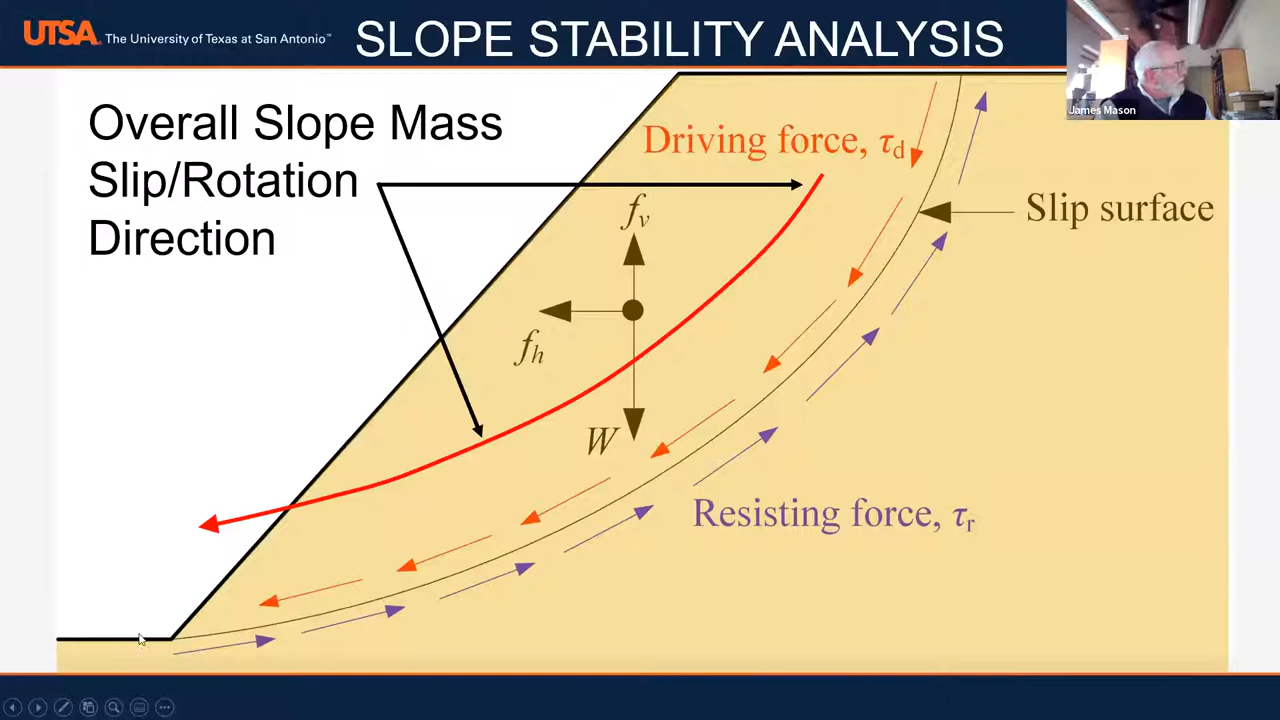 UTSA. The University of Texas at San Antonio™
SLOPE STABILITY ANALYSIS
James Mason
Overall Slope Mass
Slip/Rotation
Direction
Driving force, τd
fv
Slip surface
fh
W
Resisting force, τr